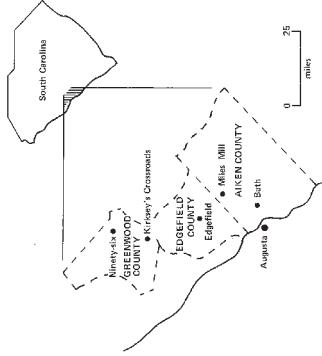 South Carolina
Ninety-six
GREENWOOD
COUNTY
Kirksey's Crossroads
EDGEFIELD
COUNTY
Edgefield
Miles Mill
AIKEN COUNTY
Bath
Augusta
0
25
miles